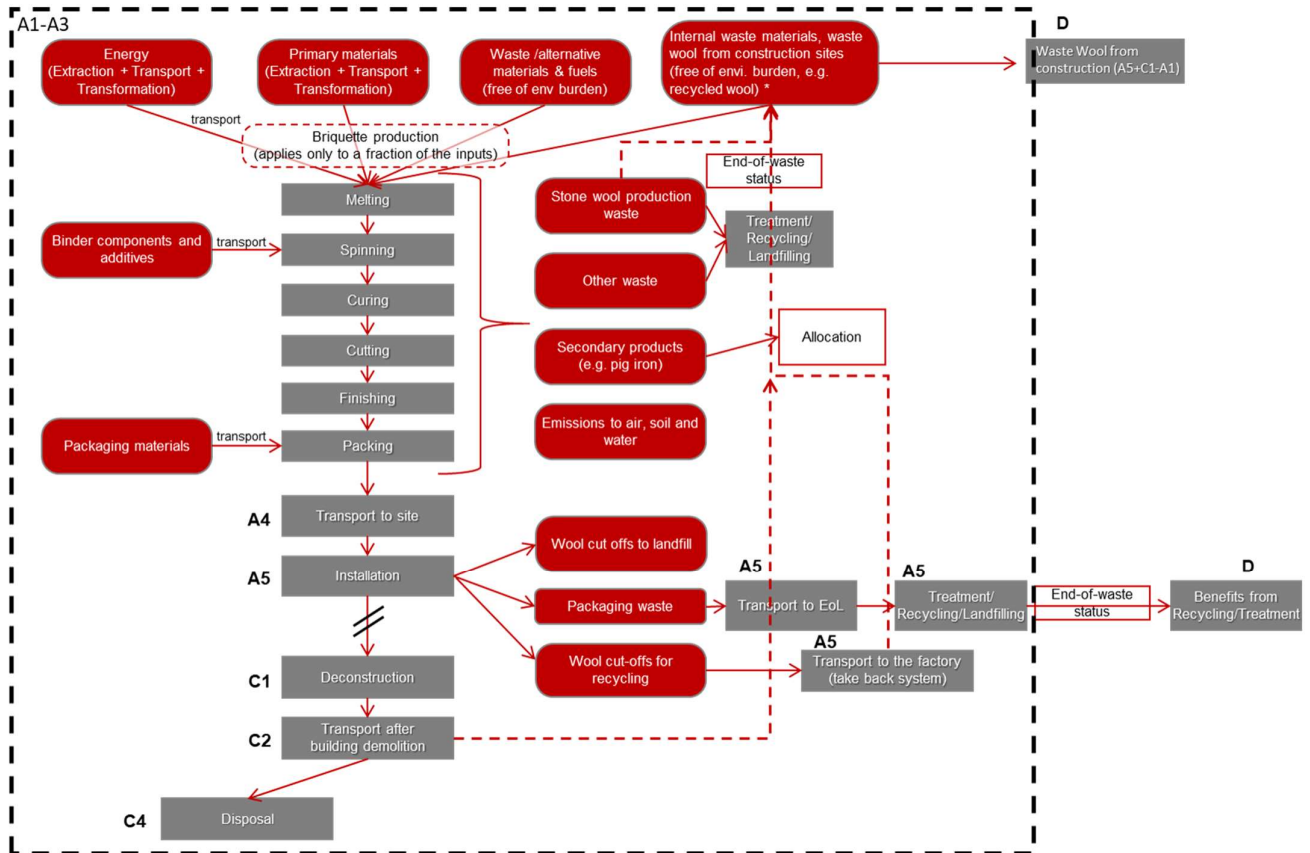 A1-A3
Energy
(Extraction + Transport +
Transformation)
Primary materials
(Extraction + Transport +
Transformation)
Waste /alternative
materials & fuels
(free of env burden)
Internal waste materials, waste
wool from construction sites
(free of envi. burden, e.g.
recycled wool) *
D
Waste Wool from
construction (A5+C1-A1)
transport
Briquette production
(applies only to a fraction of the inputs)
End-of-waste
status
Melting
Stone wool production
waste
Treatment/
Recycling/
Landfilling
Binder components and
additives
transport
Spinning
Other waste
Curing
Cutting
Secondary products
(e.g. pig iron)
Allocation
Finishing
Emissions to air, soil and
water
Packaging materials
transport
Packing
A4
Transport to site
Wool cut offs to landfill
A5
Installation
A5
A5
D
Packaging waste
Transport to EoL
Treatment/
Recycling/Landfilling
End-of-waste
status
Benefits from
Recycling/Treatment
A5
Wool cut-offs for
recycling
Transport to the factory
(take back system)
C1
Deconstruction
C2
Transport after
building demolition
C4
Disposal